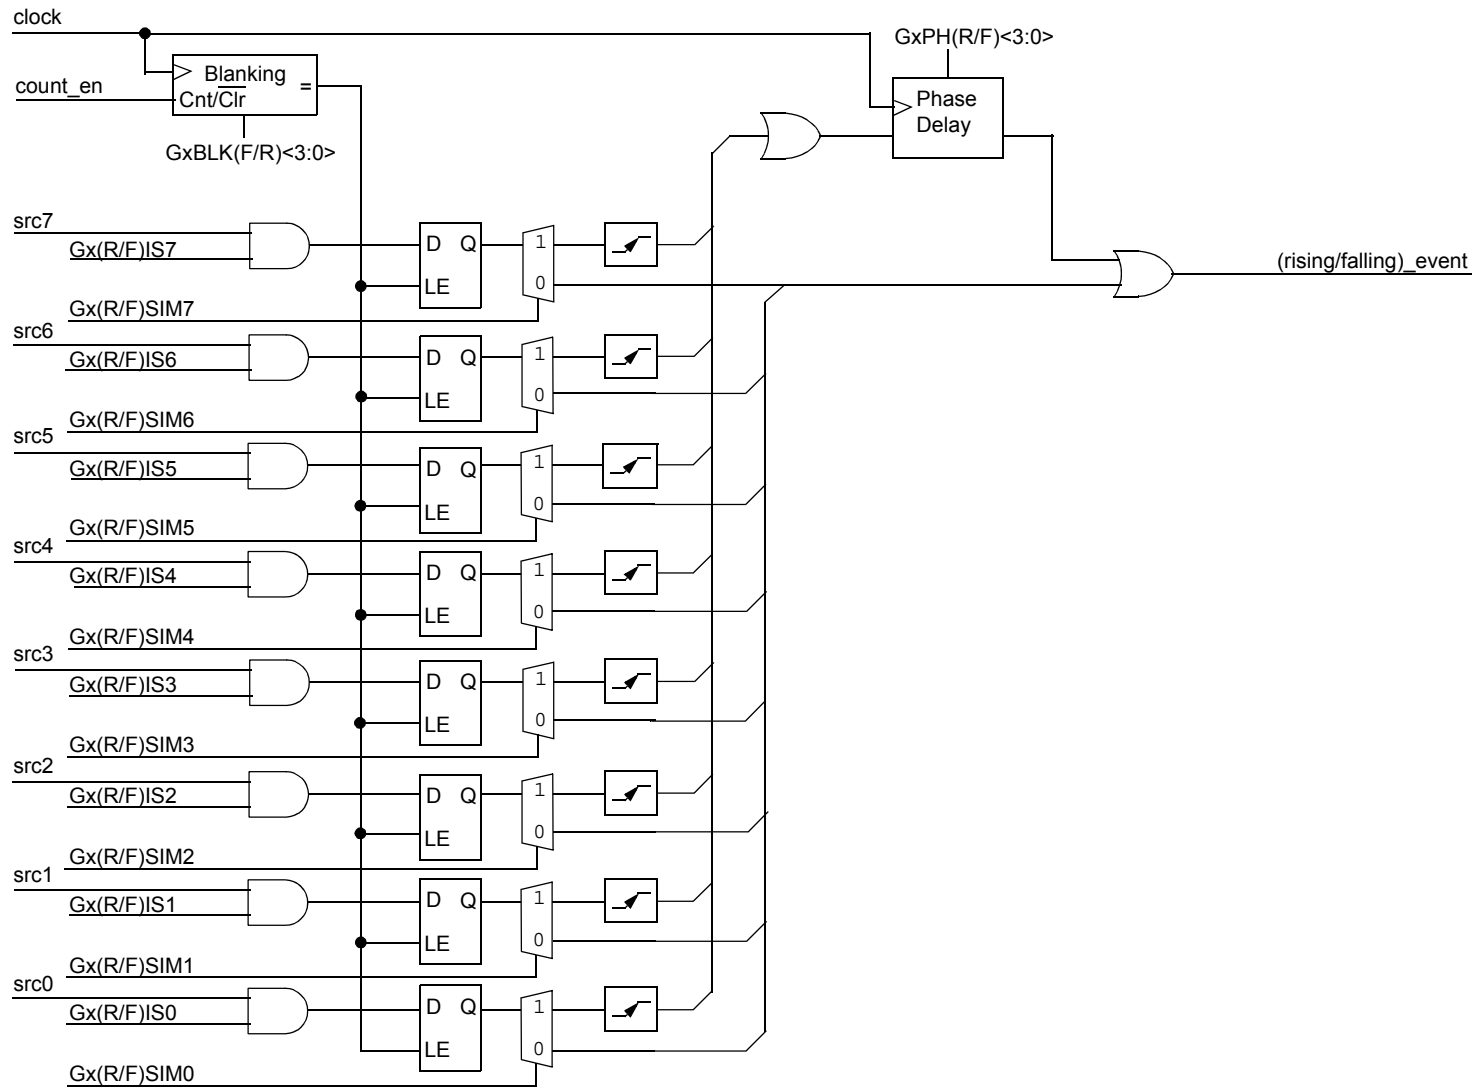 clock
GxPH(R/F)<3:0>
Blanking
=
count_en
Cnt/Clr
Phase
Delay
GxBLK(F/R)<3:0>
src7
Gx(R/F)IS7
D Q
1
LE
0
(rising/falling)_event
Gx(R/F)SIM7
src6
Gx(R/F)IS6
D Q
1
LE
0
Gx(R/F)SIM6
src5
Gx(R/F)IS5
D Q
1
LE
0
Gx(R/F)SIM5
src4
Gx(R/F)IS4
D Q
1
LE
0
Gx(R/F)SIM4
src3
Gx(R/F)IS3
D Q
1
LE
0
Gx(R/F)SIM3
src2
Gx(R/F)IS2
D Q
1
LE
0
Gx(R/F)SIM2
src1
Gx(R/F)IS1
D Q
1
LE
0
Gx(R/F)SIM1
src0
Gx(R/F)IS0
D Q
1
LE
0
Gx(R/F)SIM0